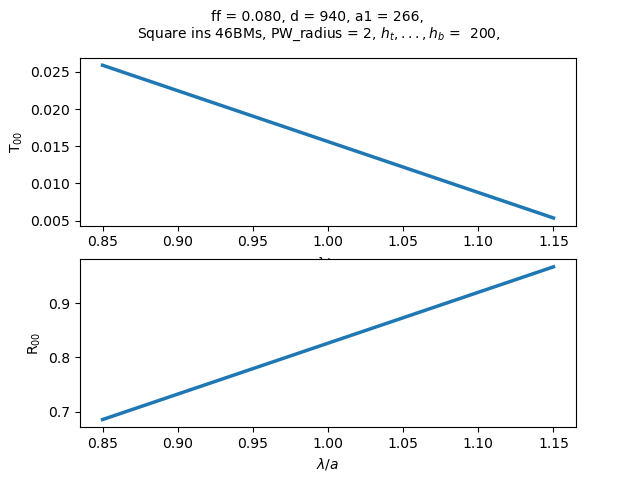 ff = 0.080, d = 940, a1 = 266,
Square ins 46BMs, PW_radius = 2, $h_t, ..., h_b$ = 200,
0.025
0.020
0.015
0.010
0.005
T₀₀
0.85 0.90 0.95 1.00 1.05 1.10 1.15
0.9
0.8
0.7
R₀₀
0.85 0.90 0.95 1.00 1.05 1.10 1.15
λ/a